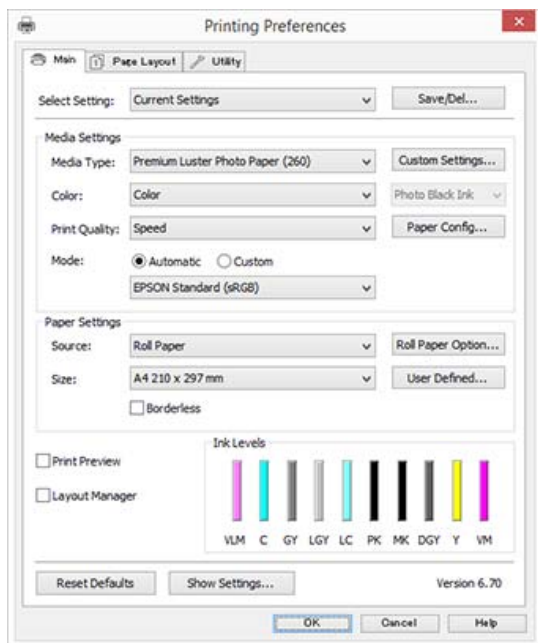 Printing Preferences
Main Page Layout Utility
Select Setting: Current Settings Save/Del...
Media Settings
Media Type: Premium Luster Photo Paper (260) Custom Settings...
Color: Color Photo Black Ink
Print Quality: Speed Paper Config...
Mode: Automatic Custom
EPSON Standard (sRGB)
Paper Settings
Source: Roll Paper Roll Paper Option...
Size: A4 210 x 297 mm User Defined...
Borderless
Ink Levels
Print Preview
Layout Manager
VLM C GY LGY LC PK MK DGY Y VM
Reset Defaults Show Settings... Version 6.70
OK Cancel Help